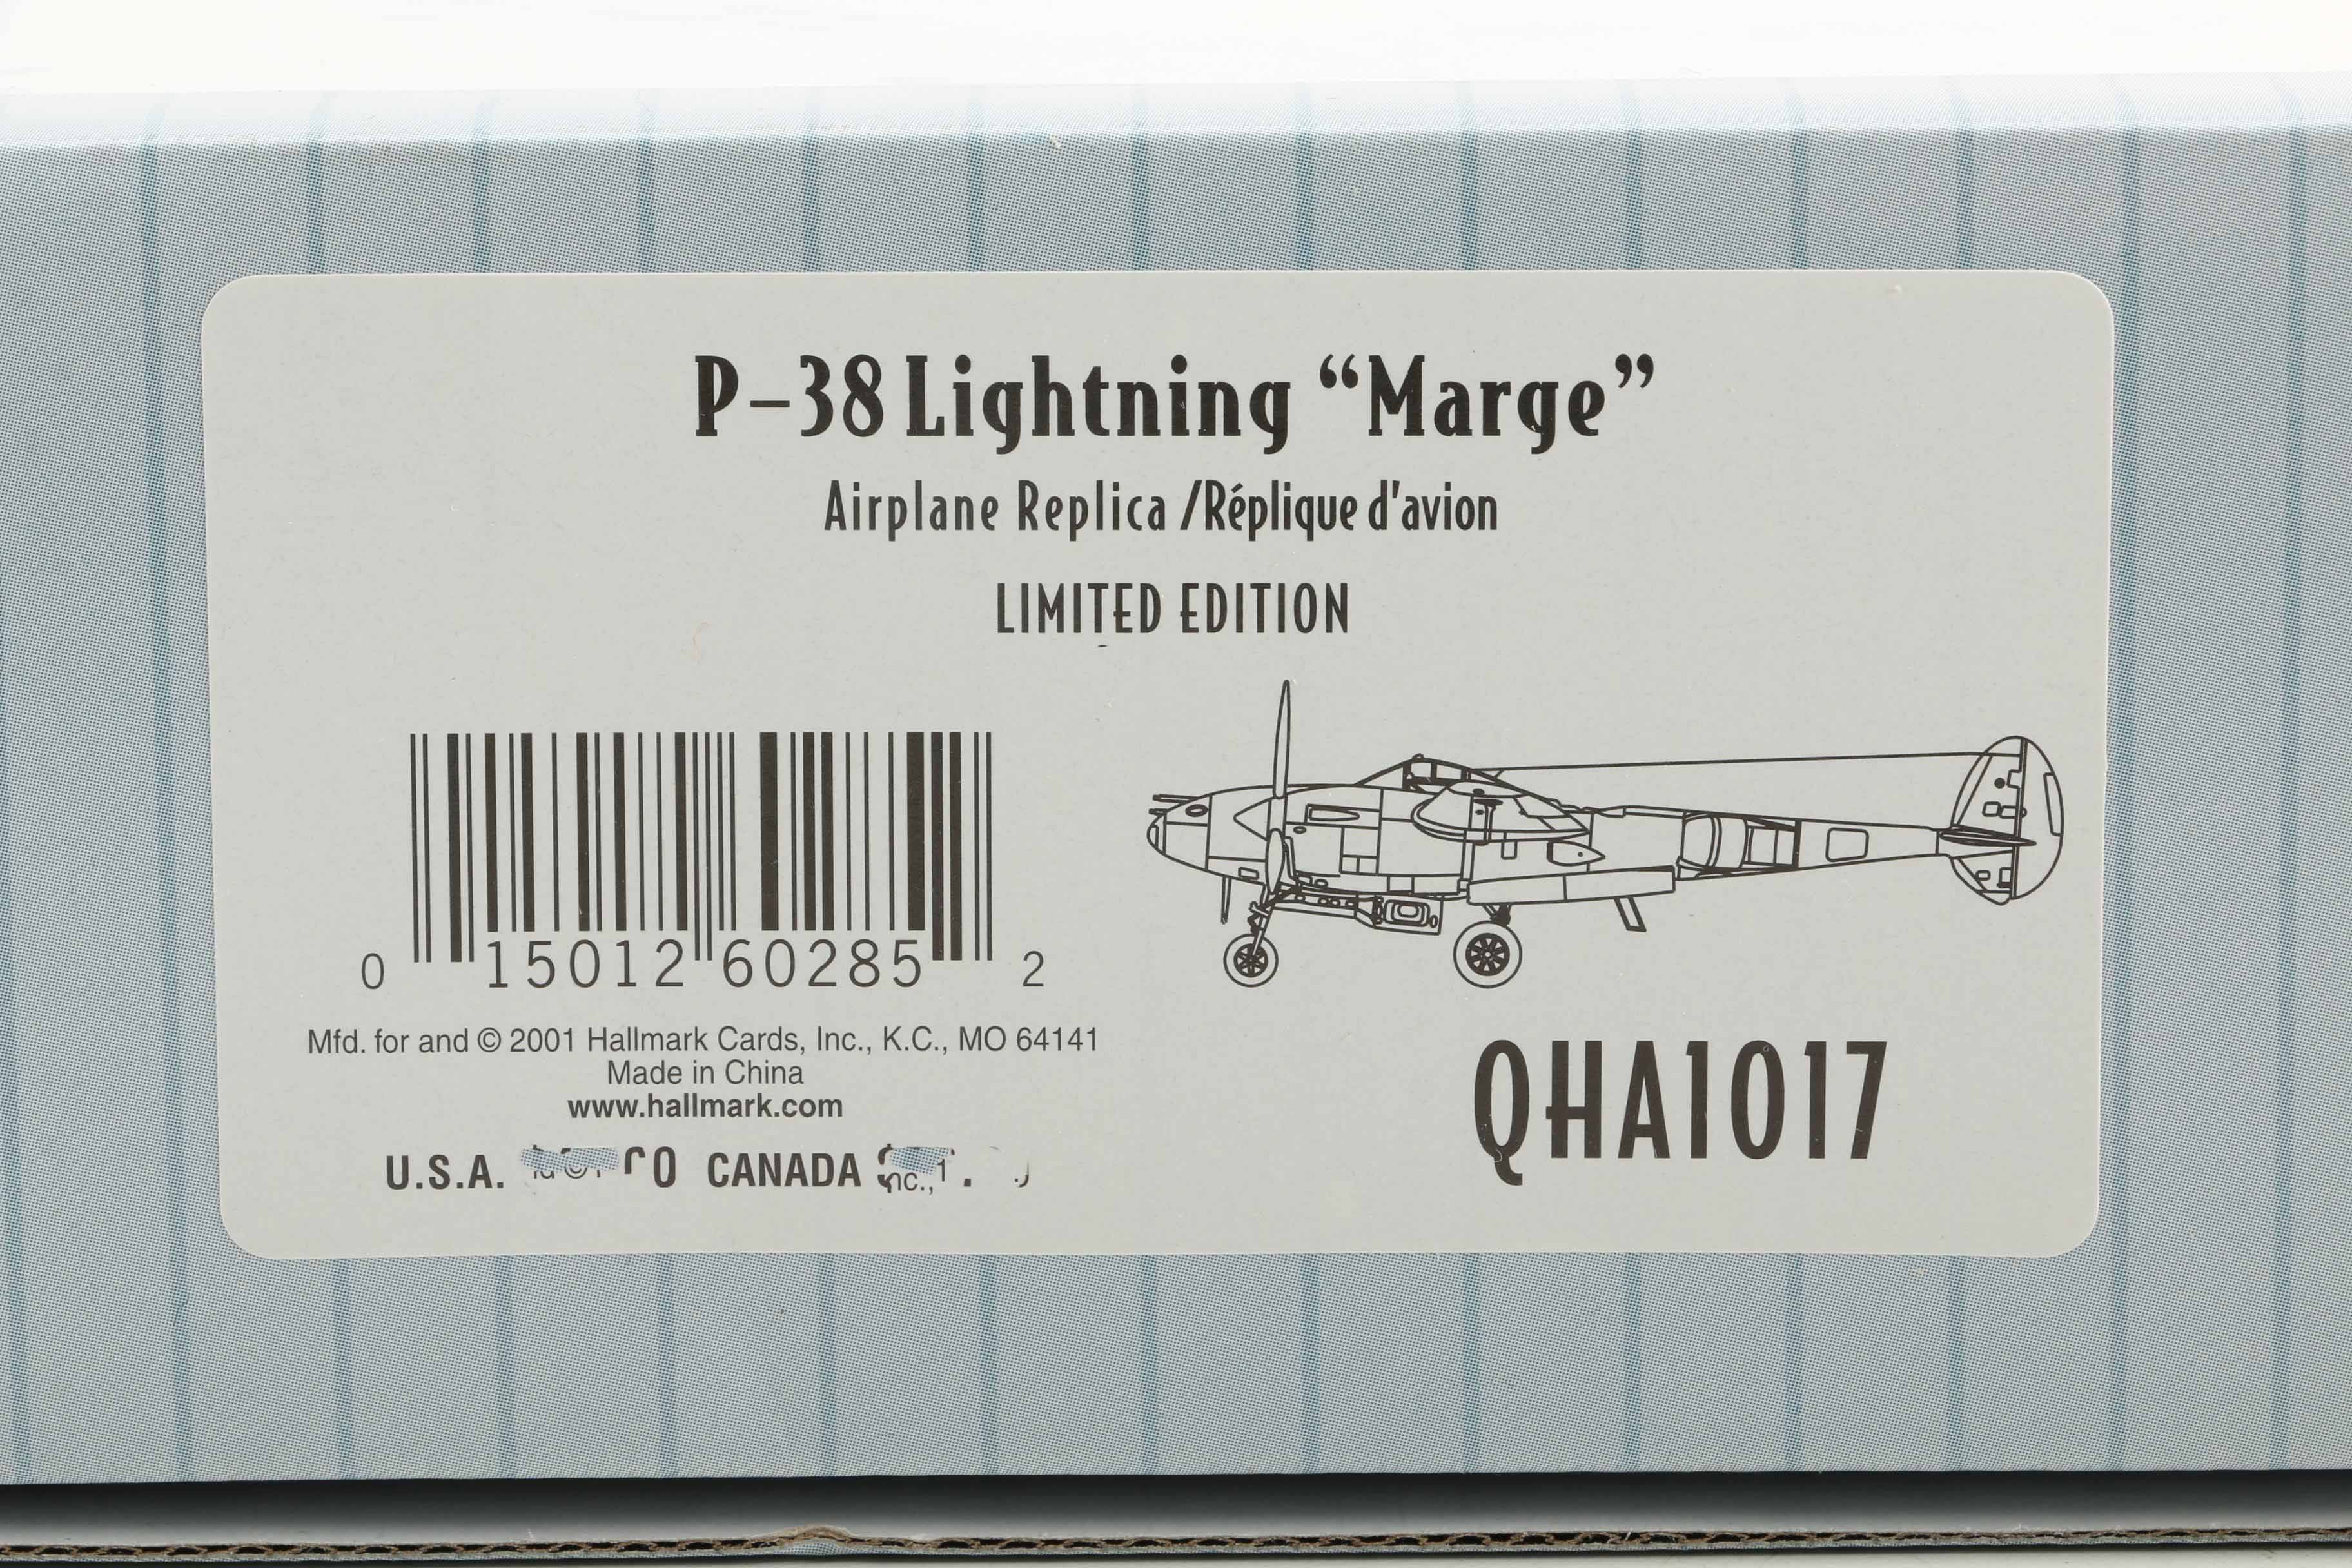 P-38 Lightning “Marge”
Airplane Replica /Réplique d'avion
LIMITED EDITION
0 15012 60285 2
Mfd. for and © 2001 Hallmark Cards, Inc., K.C., MO 64141
Made in China
www.hallmark.com
U.S.A. CANADA
QHA1017